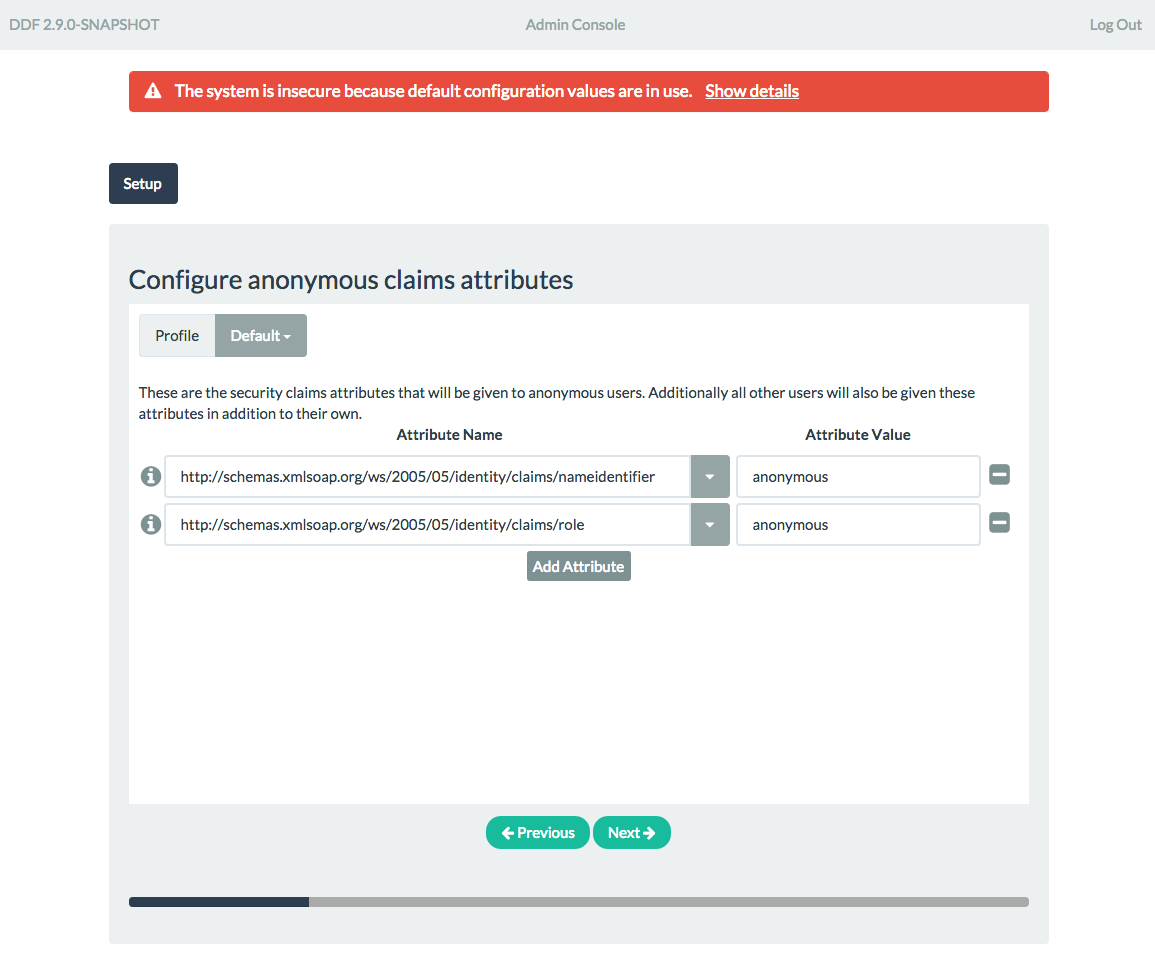 DDF 2.9.0-SNAPSHOT Admin Console Log Out
The system is insecure because default configuration values are in use. Show details
Setup
Configure anonymous claims attributes
Profile Default
These are the security claims attributes that will be given to anonymous users. Additionally all other users will also be given these
attributes in addition to their own.
Attribute Name Attribute Value
http://schemas.xmlsoap.org/ws/2005/05/identity/claims/nameidentifier anonymous
http://schemas.xmlsoap.org/ws/2005/05/identity/claims/role anonymous
Add Attribute
Previous Next